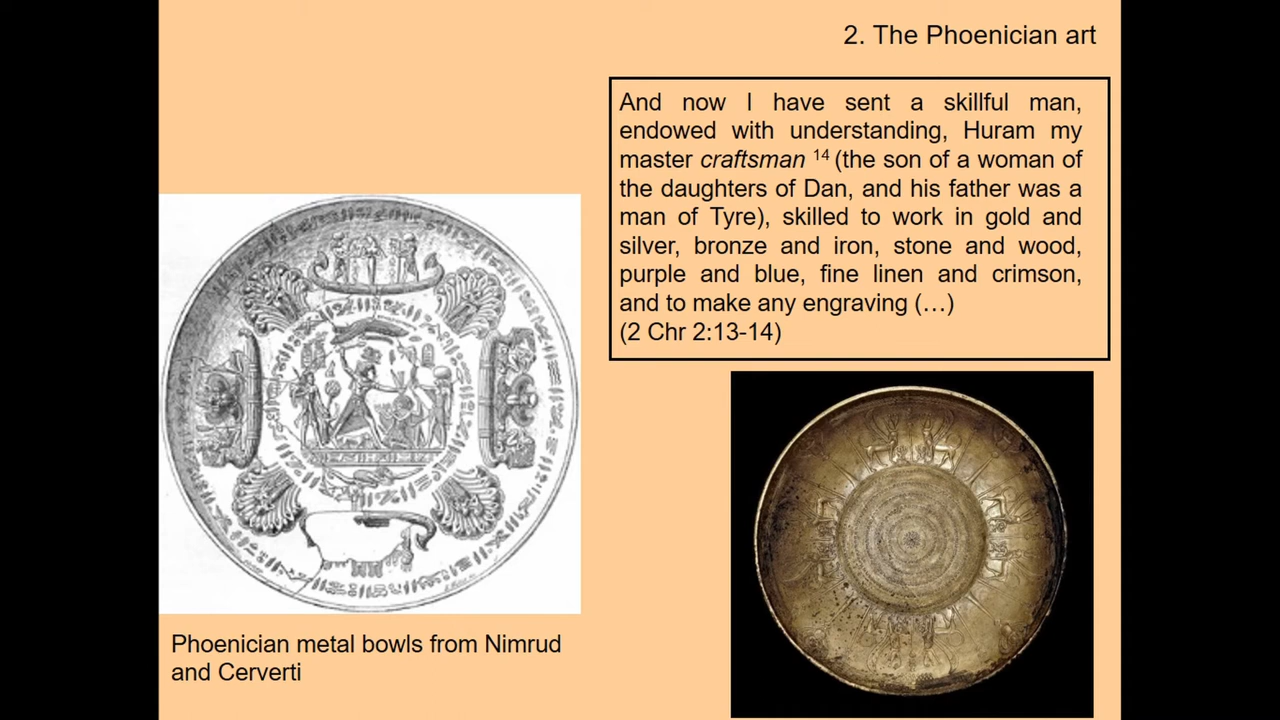 2. The Phoenician art
And now I have sent a skillful man,
endowed with understanding, Huram my
master craftsman 14 (the son of a woman of
the daughters of Dan, and his father was a
man of Tyre), skilled to work in gold and
silver, bronze and iron, stone and wood,
purple and blue, fine linen and crimson,
and to make any engraving (…)
(2 Chr 2:13-14)
Phoenician metal bowls from Nimrud
and Cerverti